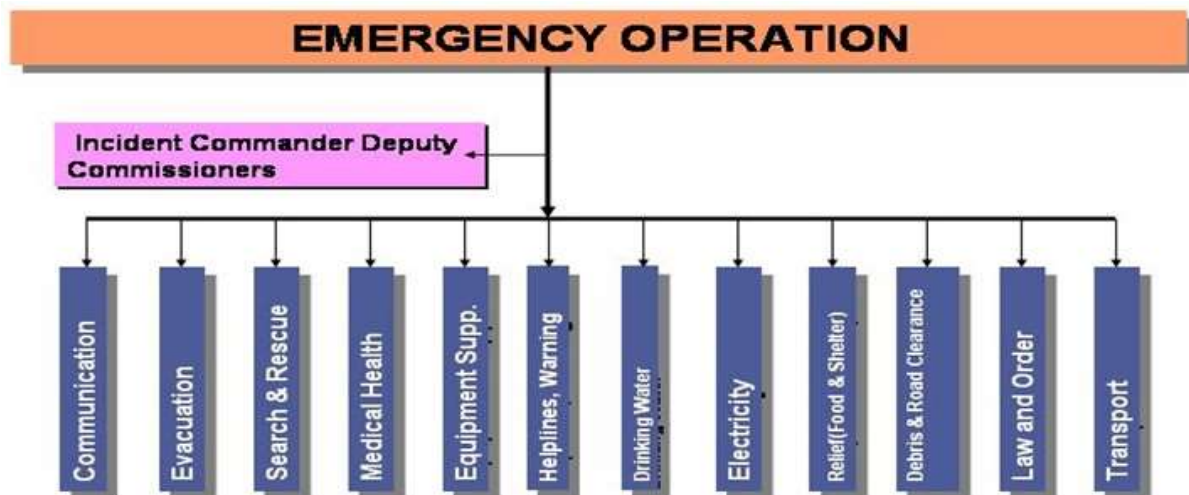 EMERGENCY OPERATION
Incident Commander Deputy
Commissioners
Communication
Evacuation
Search & Rescue
Medical Health
Equipment Supp.
Helplines, Warning
Drinking Water
Electricity
Relief(Food & Shelter)
Debris & Road Clearance
Law and Order
Transport